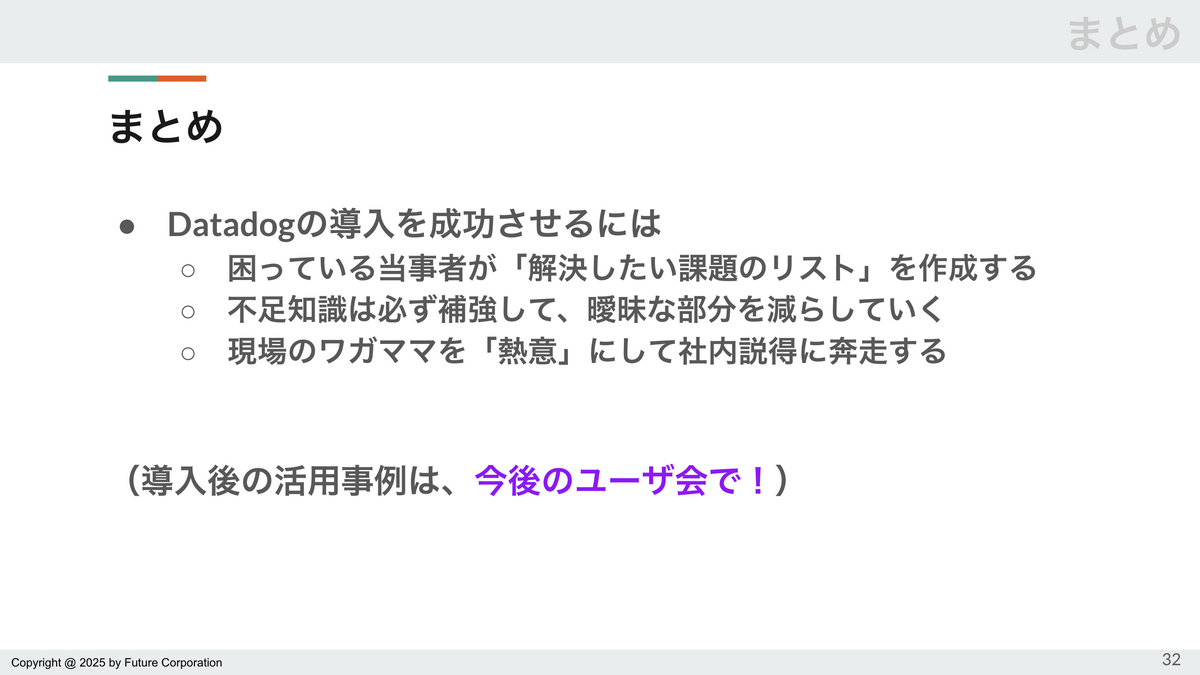 まとめ
まとめ
● Datadogの導入を成功させるには
○ 困っている当事者が「解決したい課題のリスト」を作成する
○ 不足知識は必ず補強して、曖昧な部分を減らしていく
○ 現場のワガママを「熱意」にして社内説得に奔走する
（導入後の活用事例は、今後のユーザ会で！）
Copyright @ 2025 by Future Corporation
32